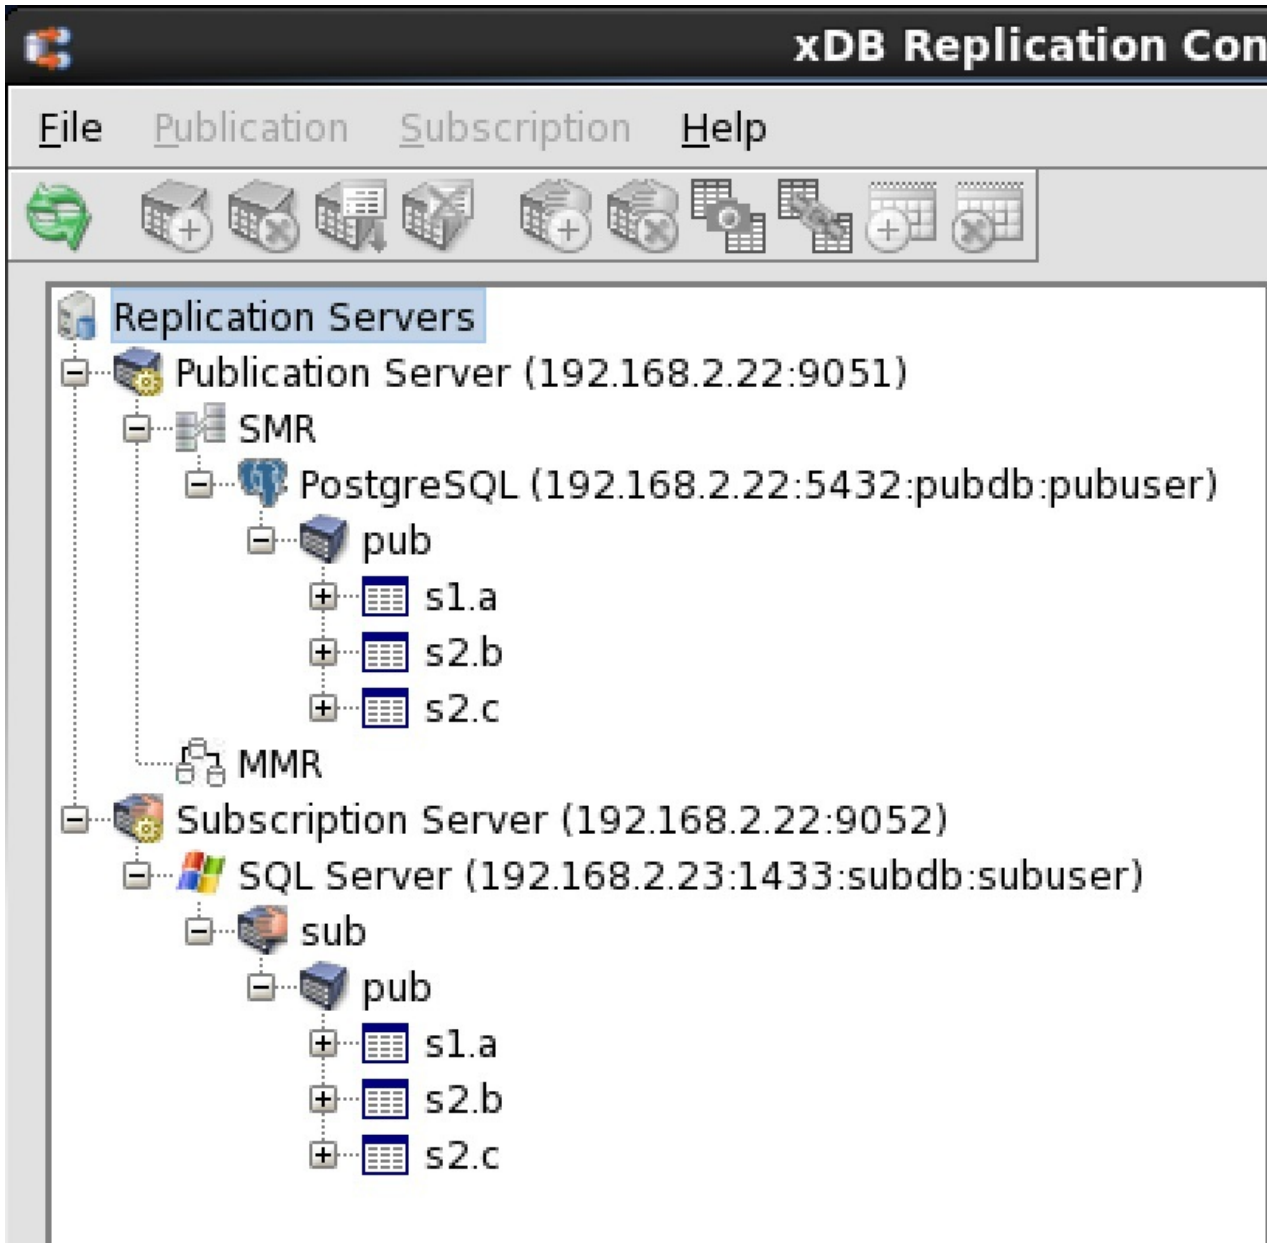 xDB Replication Con
File Publication Subscription Help
Replication Servers
Publication Server (192.168.2.22:9051)
SMR
PostgreSQL (192.168.2.22:5432:pubdb:pubuser)
pub
s1.a
s2.b
s2.c
MMR
Subscription Server (192.168.2.22:9052)
SQL Server (192.168.2.23:1433:subdb:subuser)
sub
pub
s1.a
s2.b
s2.c